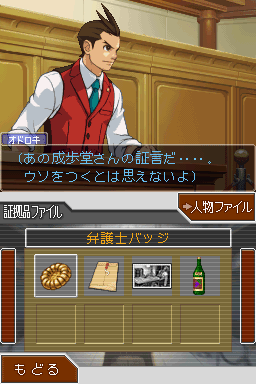 オドロキ
(あの成歩堂さんの証言だ‥‥。
ウソをつくとは思えないよ)
証拠品ファイル
→人物ファイル
弁護士バッジ
もどる